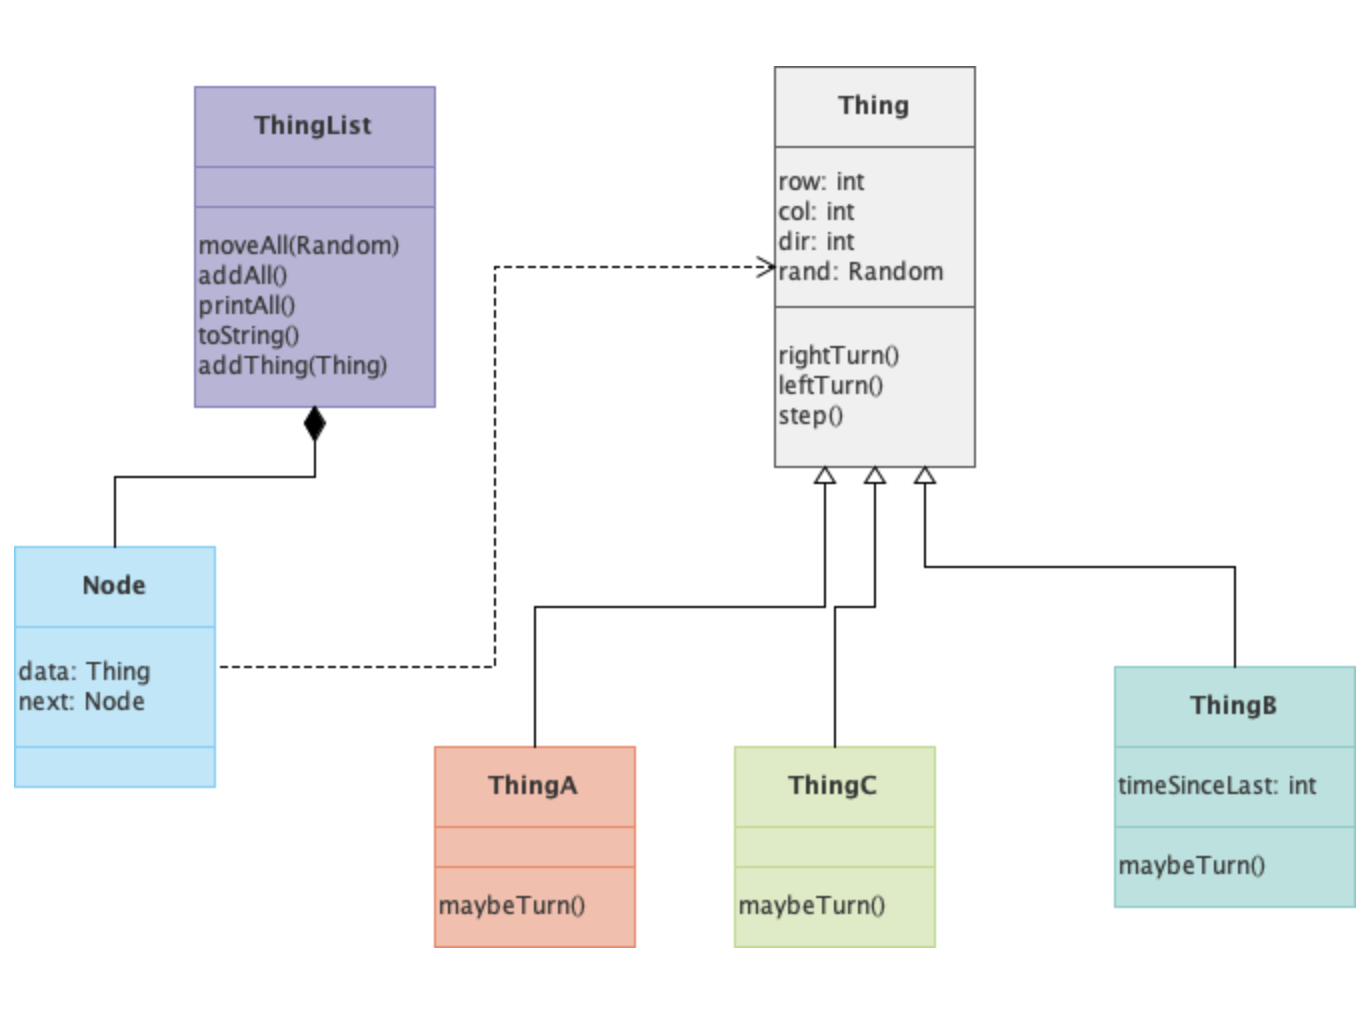 ThingList
moveAll(Random)
addAll()
printAll()
toString()
addThing(Thing)
Thing
row: int
col: int
dir: int
rand: Random
rightTurn()
leftTurn()
step()
Node
data: Thing
next: Node
ThingA
maybeTurn()
ThingC
maybeTurn()
ThingB
timeSinceLast: int
maybeTurn()